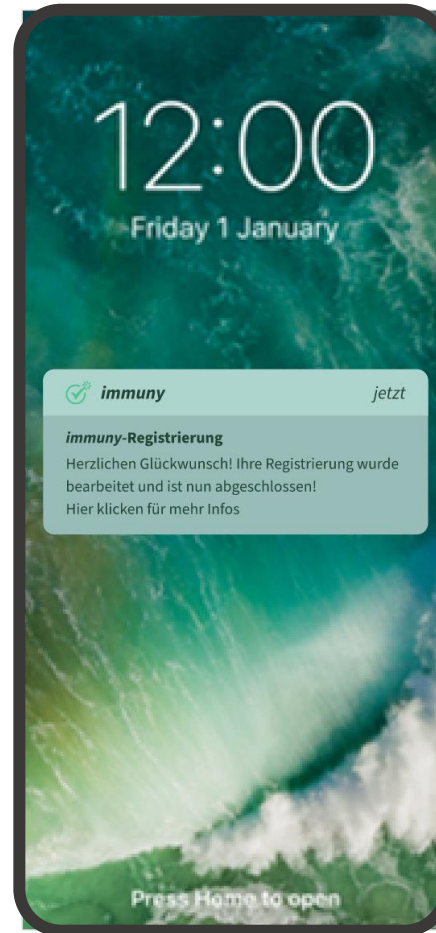 12:00
Friday 1 January
immuny jetzt
immuny-Registrierung
Herzlichen Glückwunsch! Ihre Registrierung wurde
bearbeitet und ist nun abgeschlossen!
Hier klicken für mehr Infos
Press Home to open